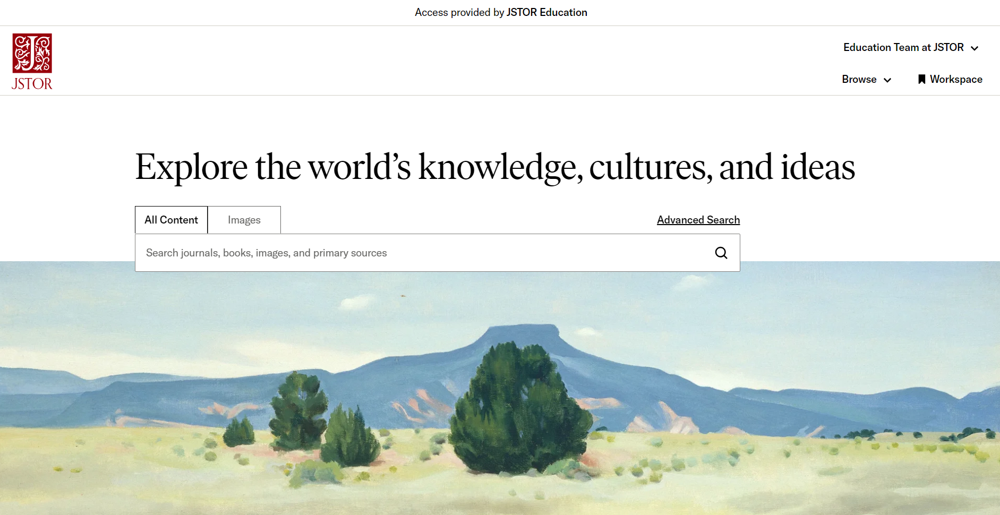 Access provided by JSTOR Education
JSTOR
Education Team at JSTOR
Browse
Workspace
Explore the world’s knowledge, cultures, and ideas
All Content
Images
Advanced Search
Search journals, books, images, and primary sources